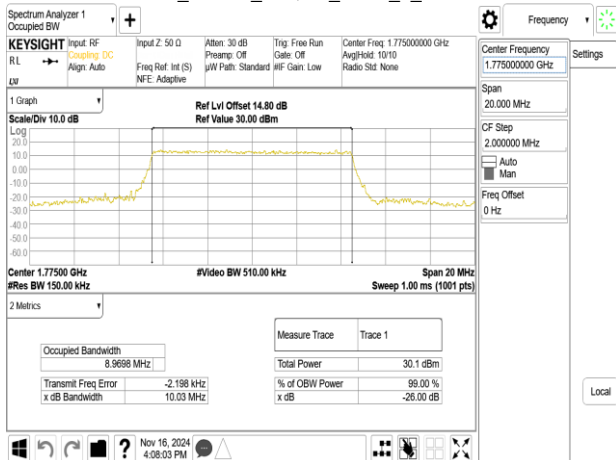 Spectrum Analyzer 1
Occupied BW
Frequency
KEYSIGHT
RL
Input: RF
Coupling: DC
Align: Auto
Input Z: 50 Ω
Freq Ref: Int (S)
NFE: Adaptive
Atten: 30 dB
Preamp: Off
µW Path: Standard
Trig: Free Run
Gate: Off
#IF Gain: Low
Center Freq: 1.775000000 GHz
Avg|Hold: 10/10
Radio Std: None
Center Frequency
1.775000000 GHz
Settings
Span
20.000 MHz
CF Step
2.000000 MHz
Auto
Man
Freq Offset
0 Hz
Local
1 Graph
Scale/Div 10.0 dB
Ref Lvl Offset 14.80 dB
Ref Value 30.00 dBm
Log
20.0
10.0
0.00
-10.0
-20.0
-30.0
-40.0
-50.0
-60.0
Center 1.77500 GHz
#Res BW 150.00 kHz
#Video BW 510.00 kHz
Span 20 MHz
Sweep 1.00 ms (1001 pts)
2 Metrics
Measure Trace Trace 1
Occupied Bandwidth
8.9698 MHz
Total Power 30.1 dBm
Transmit Freq Error -2.198 kHz
% of OBW Power 99.00 %
x dB Bandwidth 10.03 MHz
x dB -26.00 dB
?
Nov 16, 2024
4:08:03 PM